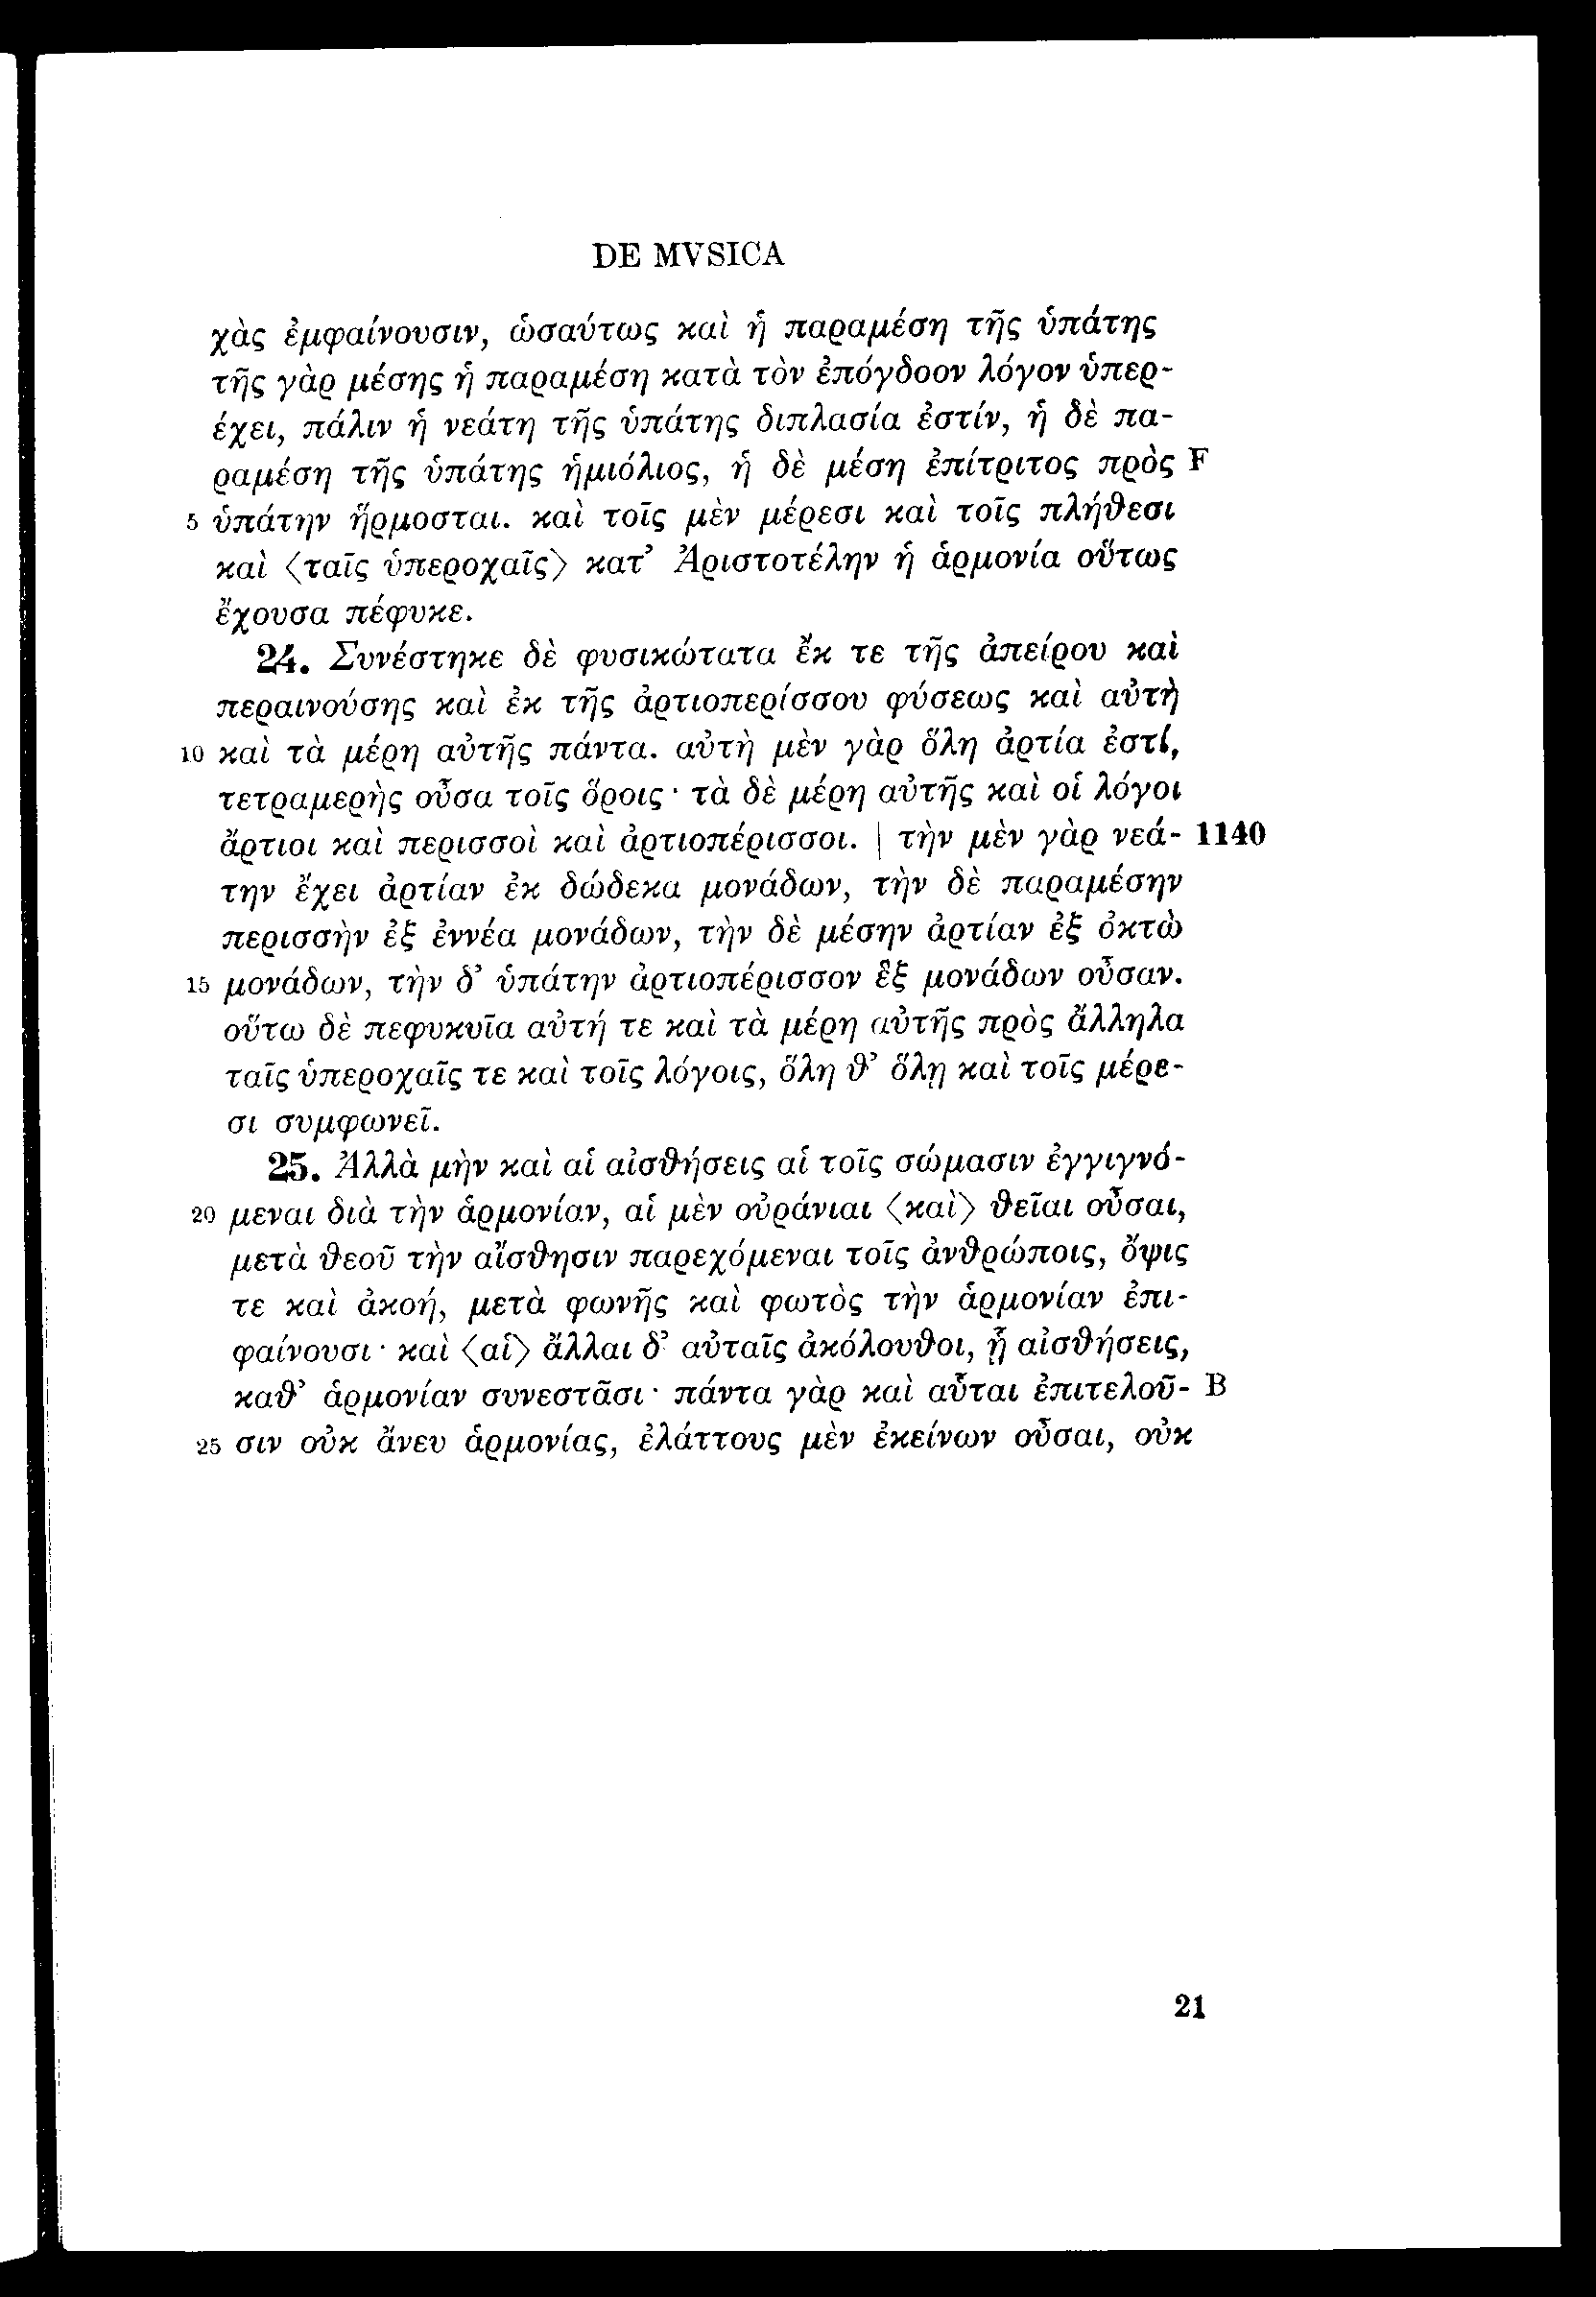 DE MVSICA
χὰς ἐμφαίνουσιν, ὡσαύτως καὶ ἡ παραμέση τῆς ὑπάτης
τῆς γὰρ μέσης ἡ παραμέση κατὰ τὸν ἐπόγδοον λόγον ὑπερ-
έχει, πάλιν ἡ νεάτη τῆς ὑπάτης διπλασία ἐστίν, ἡ δὲ πα-
ραμέση τῆς ὑπάτης ἡμιόλιος, ἡ δὲ μέση ἐπίτριτος πρὸς F
5 ὑπάτην ἥρμοσται. καὶ τοῖς μὲν μέρεσι καὶ τοῖς πλήθεσι
καὶ ⟨ταῖς ὑπεροχαῖς⟩ κατ’ Ἀριστοτέλην ἡ ἁρμονία οὕτως
ἔχουσα πέφυκε.
24. Συνέστηκε δὲ φυσικώτατα ἔκ τε τῆς ἀπείρου καὶ
περαινούσης καὶ ἐκ τῆς ἀρτιοπερίσσου φύσεως καὶ αὐτὴ
10 καὶ τὰ μέρη αὐτῆς πάντα. αὐτὴ μὲν γὰρ ὅλη ἀρτία ἐστί,
τετραμερὴς οὖσα τοῖς ὅροις · τὰ δὲ μέρη αὐτῆς καὶ οἱ λόγοι
ἄρτιοι καὶ περισσοὶ καὶ ἀρτιοπέρισσοι. | τὴν μὲν γὰρ νεά- 1140
την ἔχει ἀρτίαν ἐκ δώδεκα μονάδων, τὴν δὲ παραμέσην
περισσὴν ἐξ ἐννέα μονάδων, τὴν δὲ μέσην ἀρτίαν ἐξ ὀκτὼ
15 μονάδων, τὴν δ’ ὑπάτην ἀρτιοπέρισσον ἓξ μονάδων οὖσαν.
οὕτω δὲ πεφυκυῖα αὐτή τε καὶ τὰ μέρη αὐτῆς πρὸς ἄλληλα
ταῖς ὑπεροχαῖς τε καὶ τοῖς λόγοις, ὅλη θ’ ὅλῃ καὶ τοῖς μέρε-
σι συμφωνεῖ.
25. Ἀλλὰ μὴν καὶ αἱ αἰσθήσεις αἱ τοῖς σώμασιν ἐγγιγνό-
20 μεναι διὰ τὴν ἁρμονίαν, αἱ μὲν οὐράνιαι ⟨καὶ⟩ θεῖαι οὖσαι,
μετὰ θεοῦ τὴν αἴσθησιν παρεχόμεναι τοῖς ἀνθρώποις, ὄψις
τε καὶ ἀκοή, μετὰ φωνῆς καὶ φωτὸς τὴν ἁρμονίαν ἐπι-
φαίνουσι · καὶ ⟨αἱ⟩ ἄλλαι δ’ αὐταῖς ἀκόλουθοι, ᾗ αἰσθήσεις,
καθ’ ἁρμονίαν συνεστᾶσι · πάντα γὰρ καὶ αὗται ἐπιτελοῦ- B
25 σιν οὐκ ἄνευ ἁρμονίας, ἐλάττους μὲν ἐκείνων οὖσαι, οὐκ
21